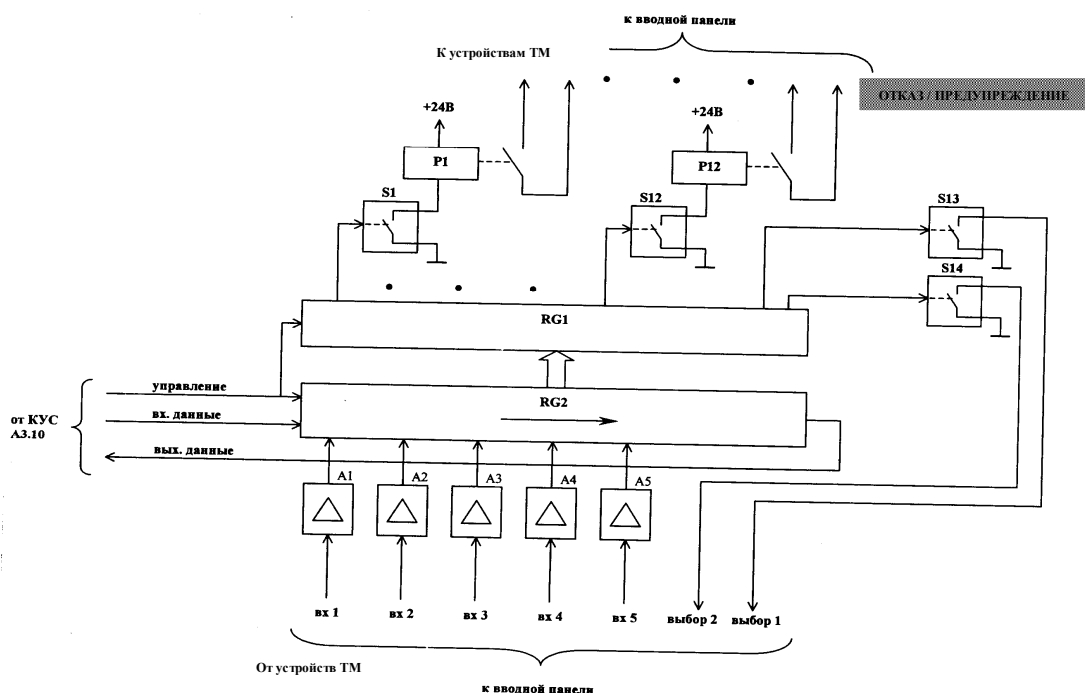 к вводной панели
К устройствам ТМ
ОТКАЗ / ПРЕДУПРЕЖДЕНИЕ
+24В
+24В
P1
P12
S1
S12
S13
S14
RG1
управление
RG2
вх. данные
от КУС
А3.10
вых. данные
A1
A2
A3
A4
A5
вх 1
вх 2
вх 3
вх 4
вх 5
выбор 2
выбор 1
От устройств ТМ
к вводной панели